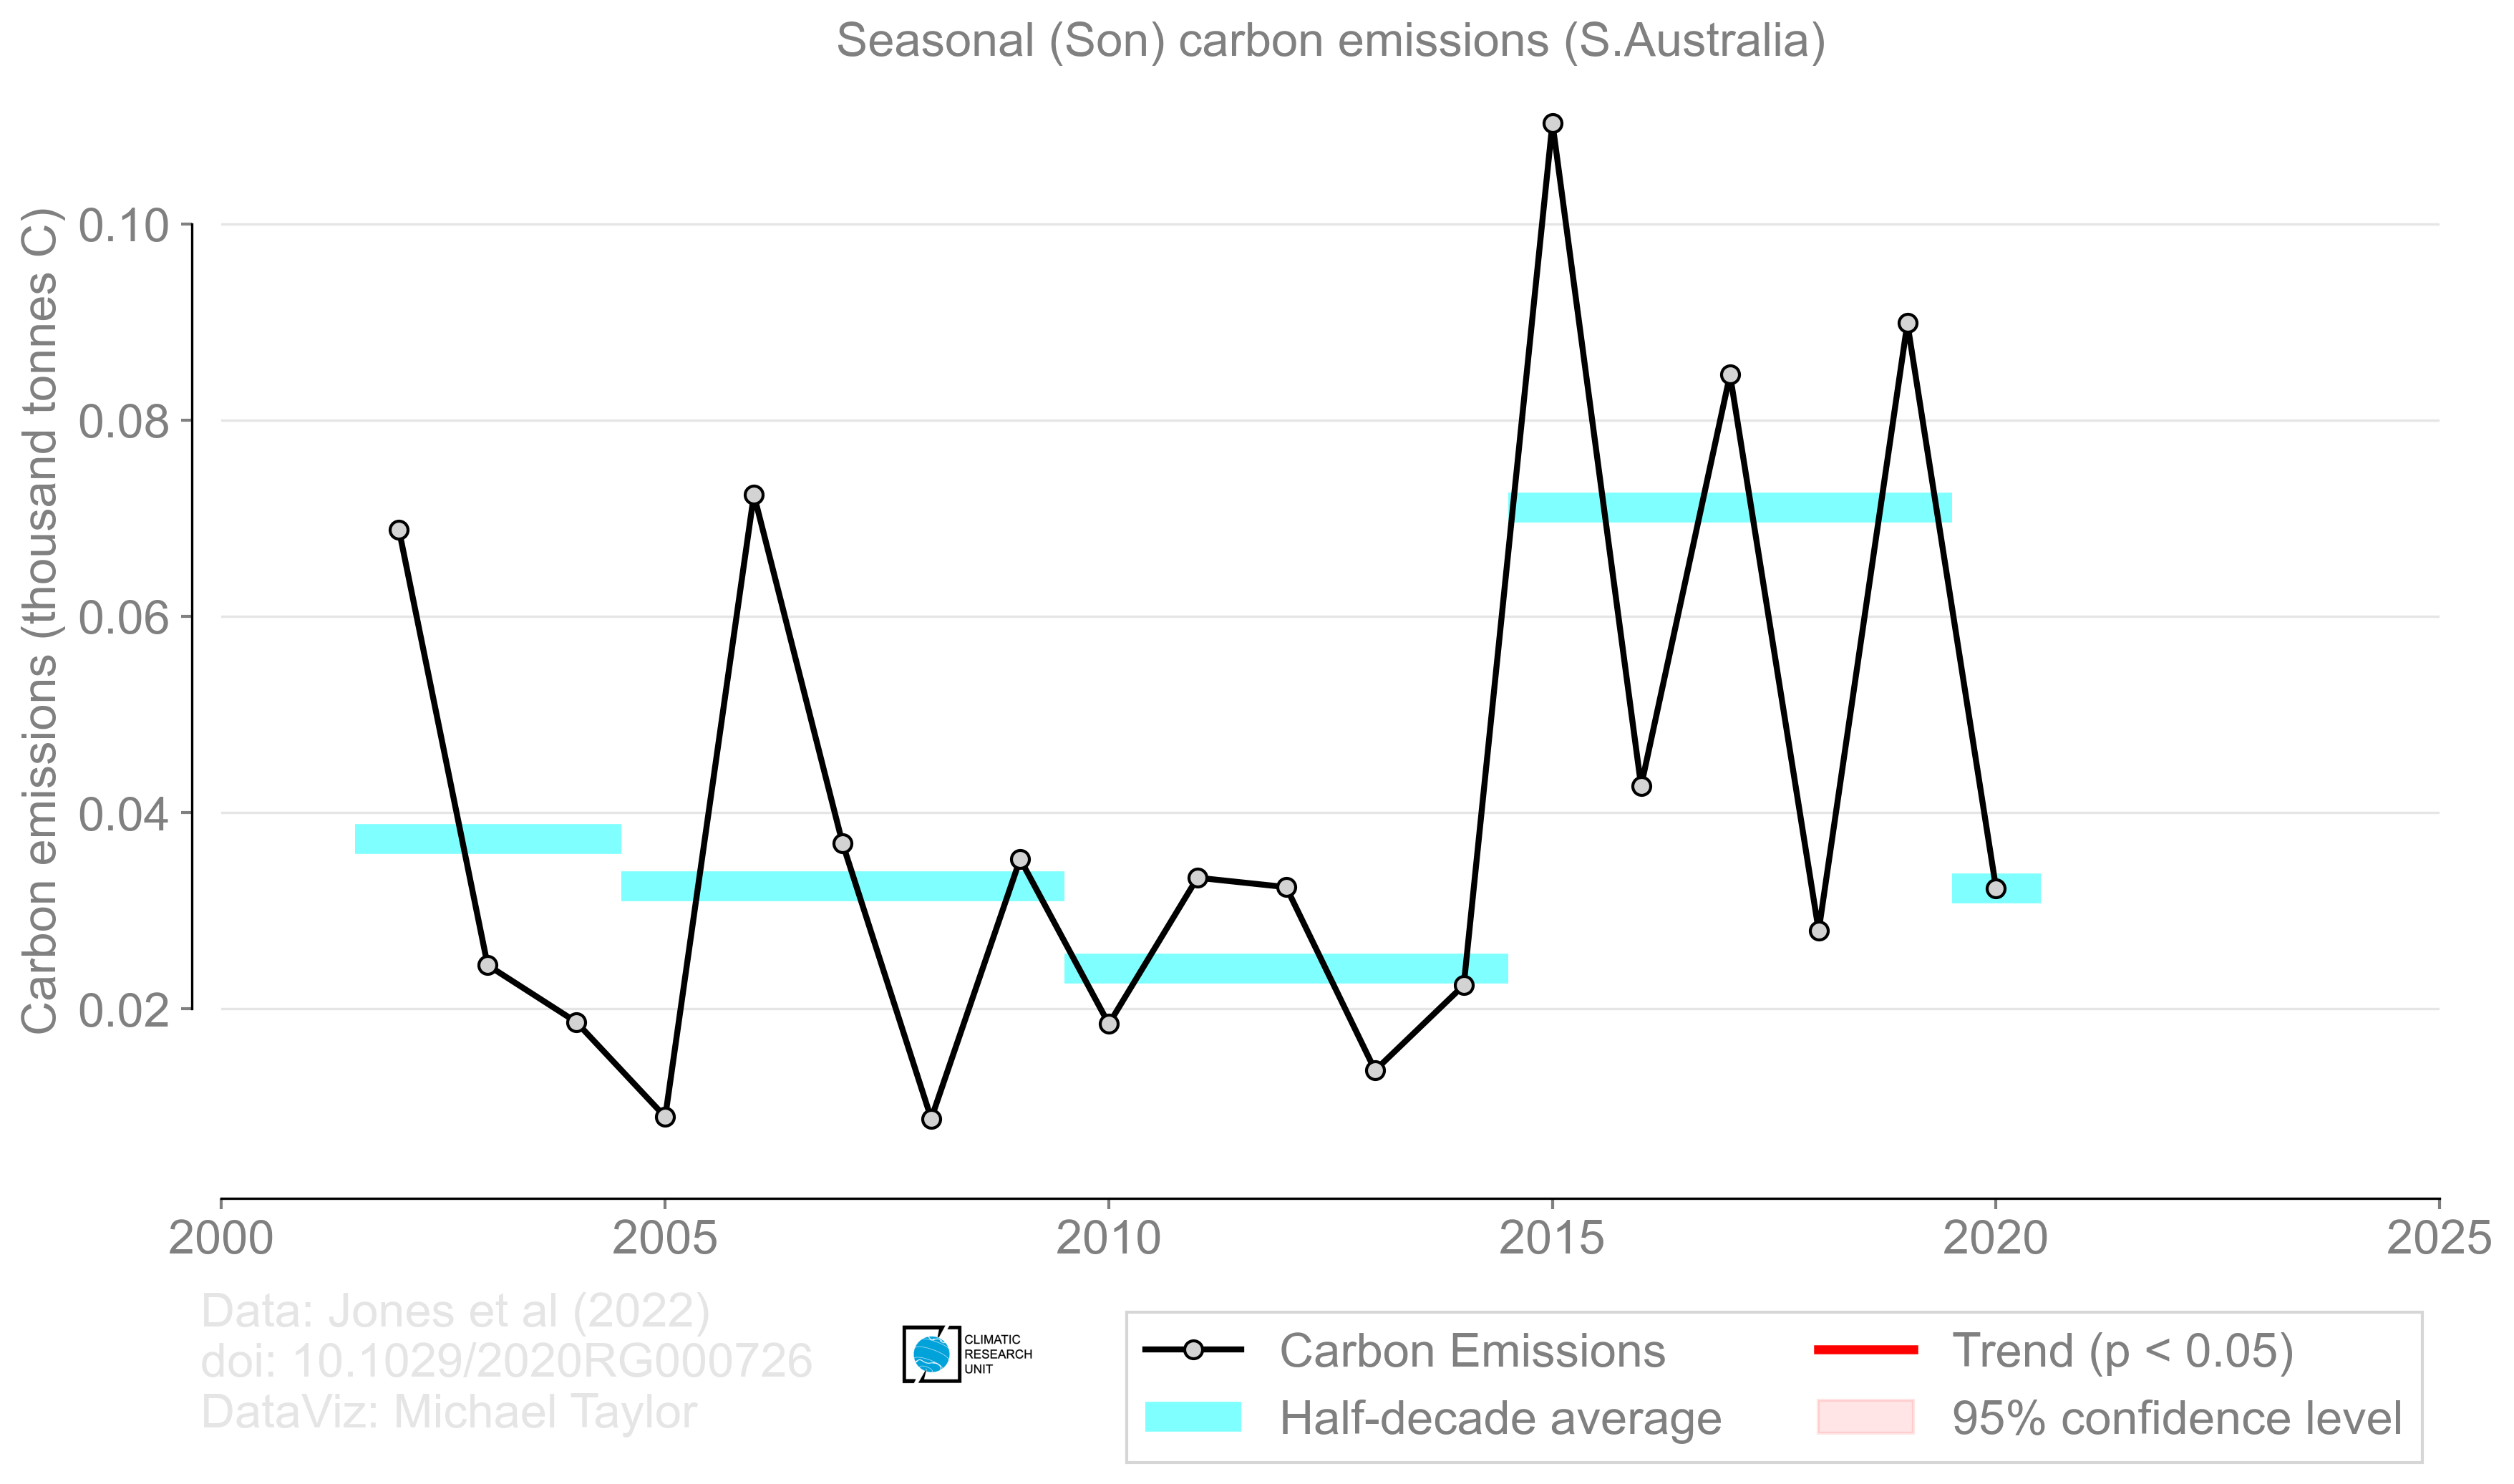 Seasonal (Son) carbon emissions (S.Australia)
Carbon emissions (thousand tonnes C)
0.10
0.08
0.06
0.04
0.02
2000 2005 2010 2015 2020 2025
Data: Jones et al (2022)
doi: 10.1029/2020RG000726
DataViz: Michael Taylor
CLIMATIC
RESEARCH
UNIT
Carbon Emissions
Half-decade average
Trend (p < 0.05)
95% confidence level